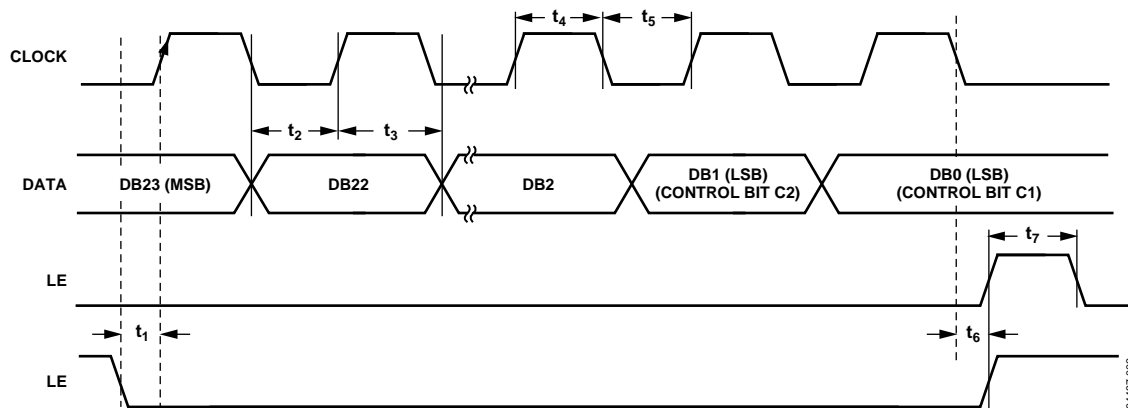 t4
t5
CLOCK
t2
t3
DATA
DB23 (MSB)
DB22
DB2
DB1 (LSB)
(CONTROL BIT C2)
DB0 (LSB)
(CONTROL BIT C1)
t7
LE
t1
t6
LE